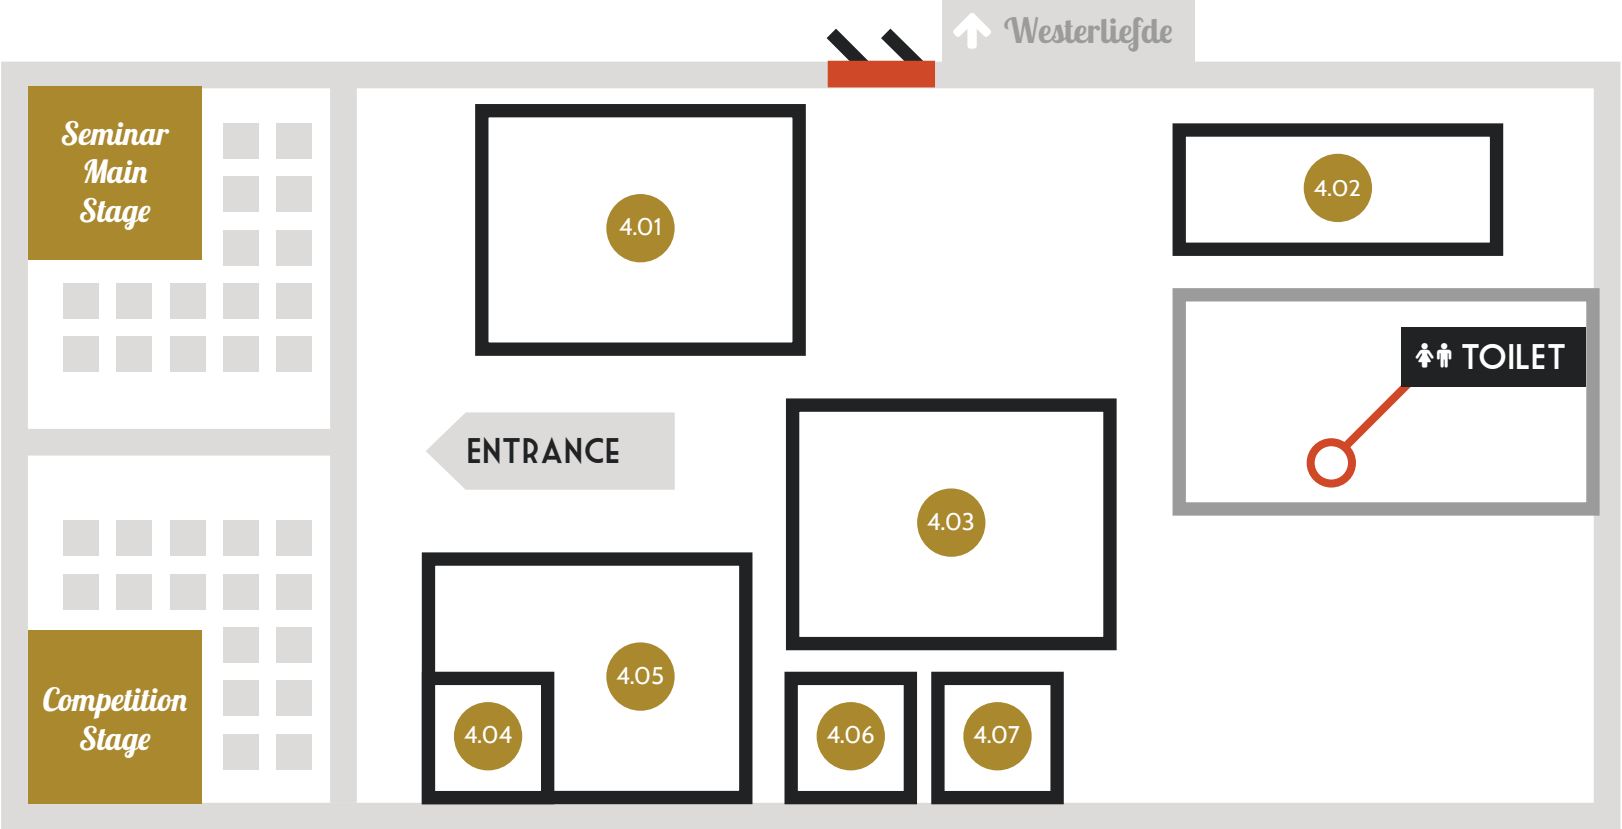 Westerliefde
Seminar
Main
Stage
4.01
4.02
TOILET
ENTRANCE
4.03
4.05
4.04
4.06
4.07
Competition
Stage